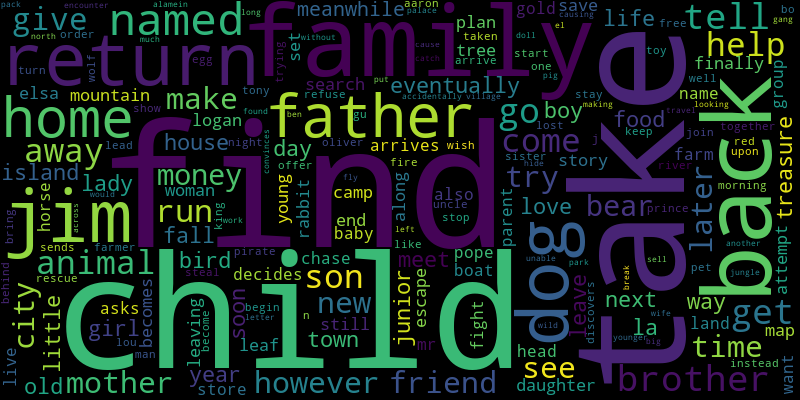 give
named
family
tell
return
help
home
father
find
take
back
jim
child
dog
away
make
money
go
boy
come
try
bear
life
meanwhile
aaron
palace
gold
save
plan
taken
tree
set
arrive
trying
egg
wolf
tony
search
eventually
elsa
mountain
turn
order
north
pack
encounter
alamein
much
long
without
cause
catch
doll
start
one
pig
causing
el
toy
free
bo
gang
group
finally
well
looking
making
name
travel
join
together
red
upon
morning
another
jungle
pet
food
keep
farm
river
prince
sister
hide
lost
story
stay
put
accidentally
village
refuse
ben
gu
found
convinces
show
logan
house
night
lead
island
lady
woman
day
offer
oliver
arrives
wish
fire
young
rabbit
camp
fly
along
also
uncle
stop
parent
love
later
treasure
attempt
horse
across
would
bring
run
work
king
fall
end
baby
left
like
meet
pope
boat
unable
park
wild
leave
discovers
break
sell
wife
younger
big
next
la
land
way
map
get
time
instead
want
brother
see
head
daughter
friend
however
mother
old
year
store
animal
bird
sends
farmer
rescue
behind
live
city
little
asks
girl
lou
man
becomes
leaving
become
steal
pirate
soon
decides
chase
son
new
begin
letter
n
still
town
leaf
junior
mr
escape
fight
j